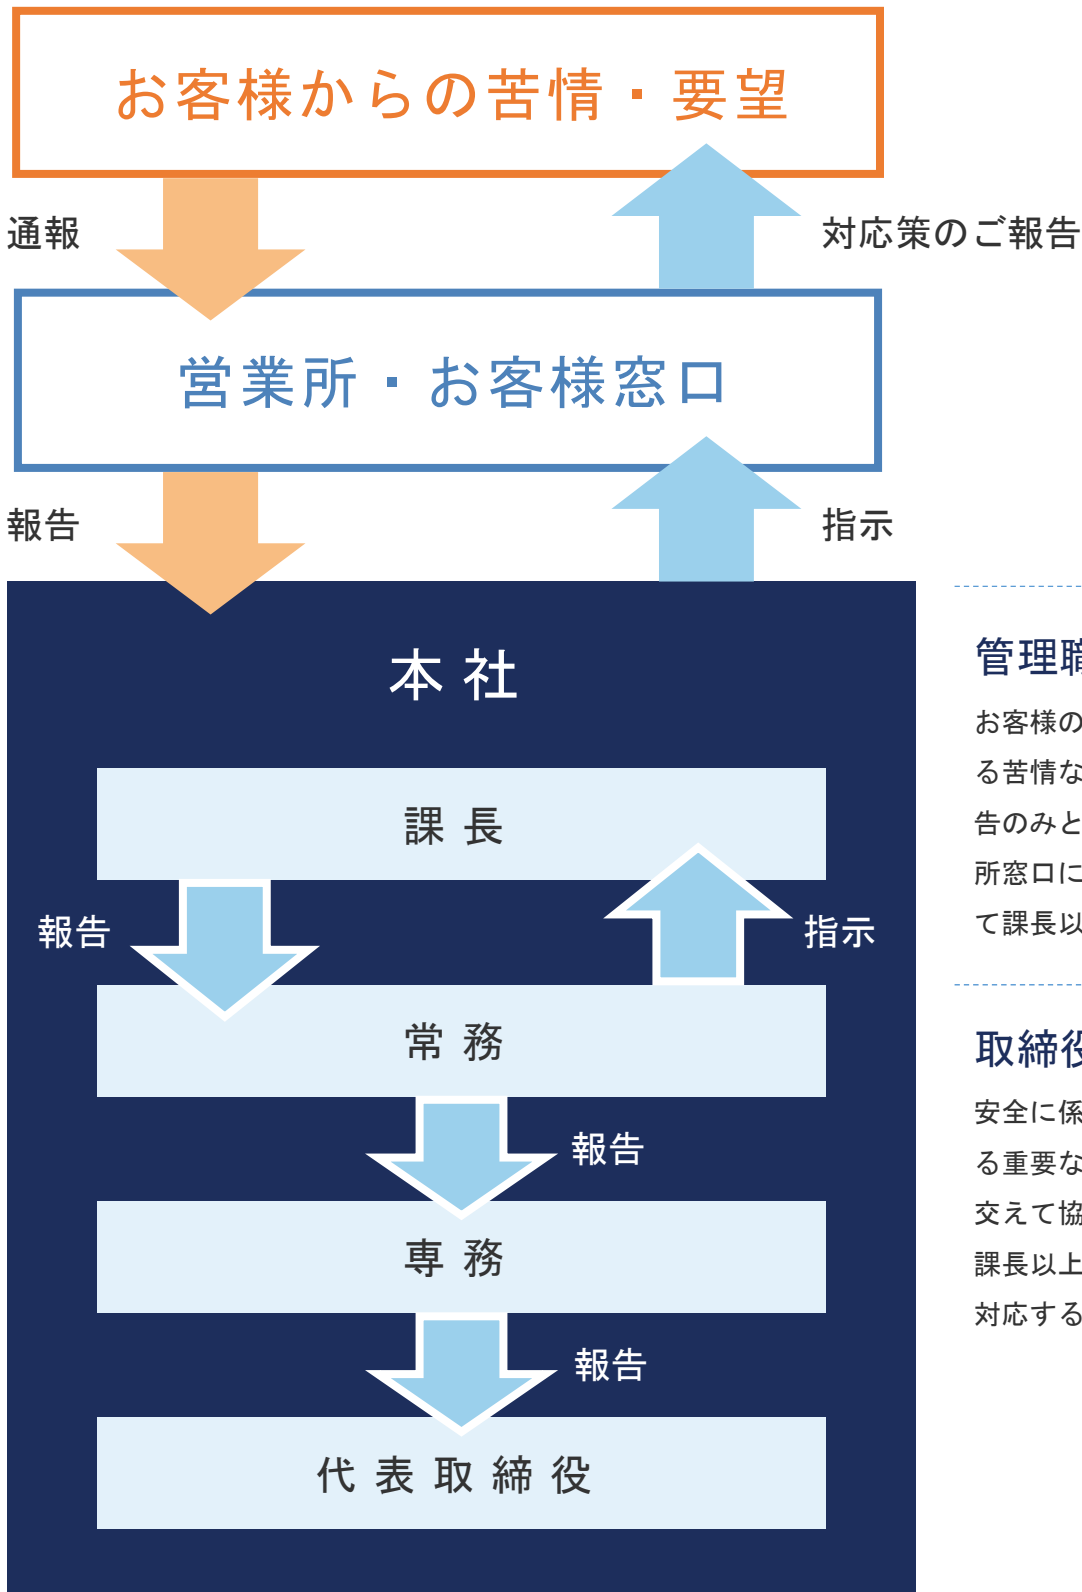 お客様からの苦情・要望
通報
対応策のご報告
営業所・お客様窓口
報告
指示
本社
課長
報告
指示
常務
報告
専務
報告
代表取締役
管理職
お客様の
る苦情な
告のみと
所窓口に
て課長以
取締役
安全に係
る重要な
交えて協
課長以上
対応する